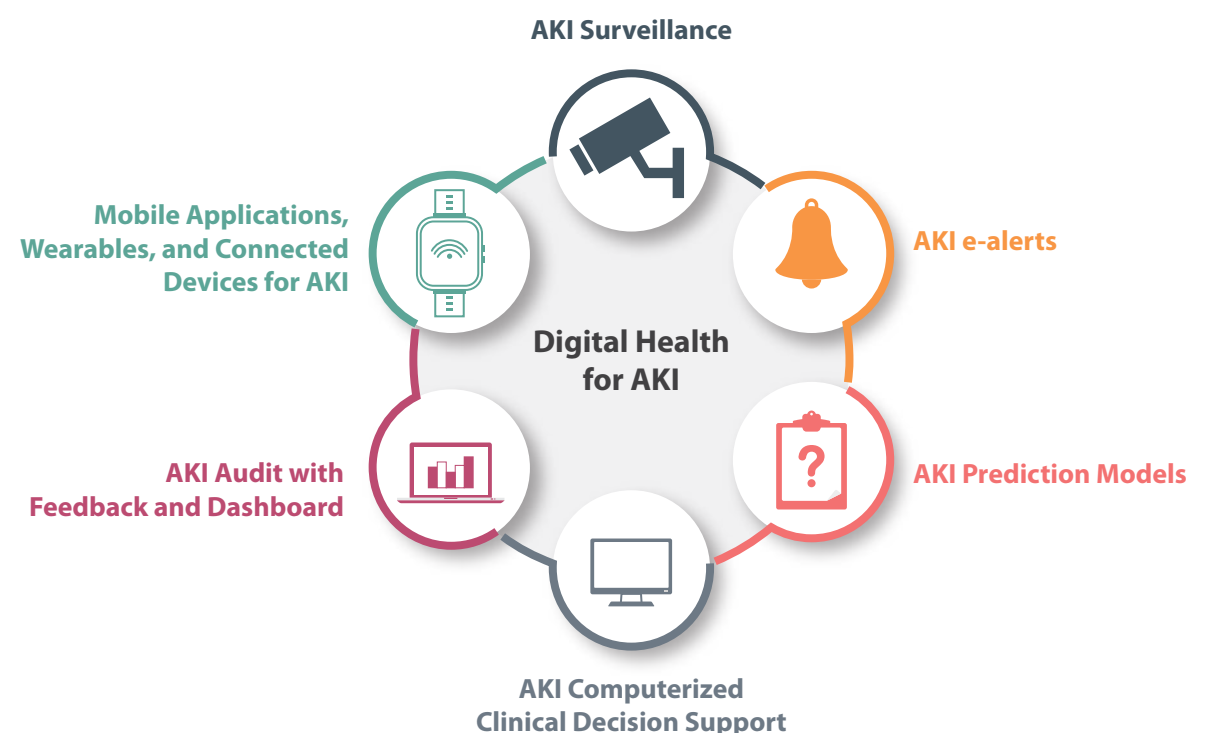 AKI Surveillance
Mobile Applications,
Wearables, and Connected
Devices for AKI
AKI e-alerts
Digital Health
for AKI
AKI Audit with
Feedback and Dashboard
?
AKI Prediction Models
AKI Computerized
Clinical Decision Support